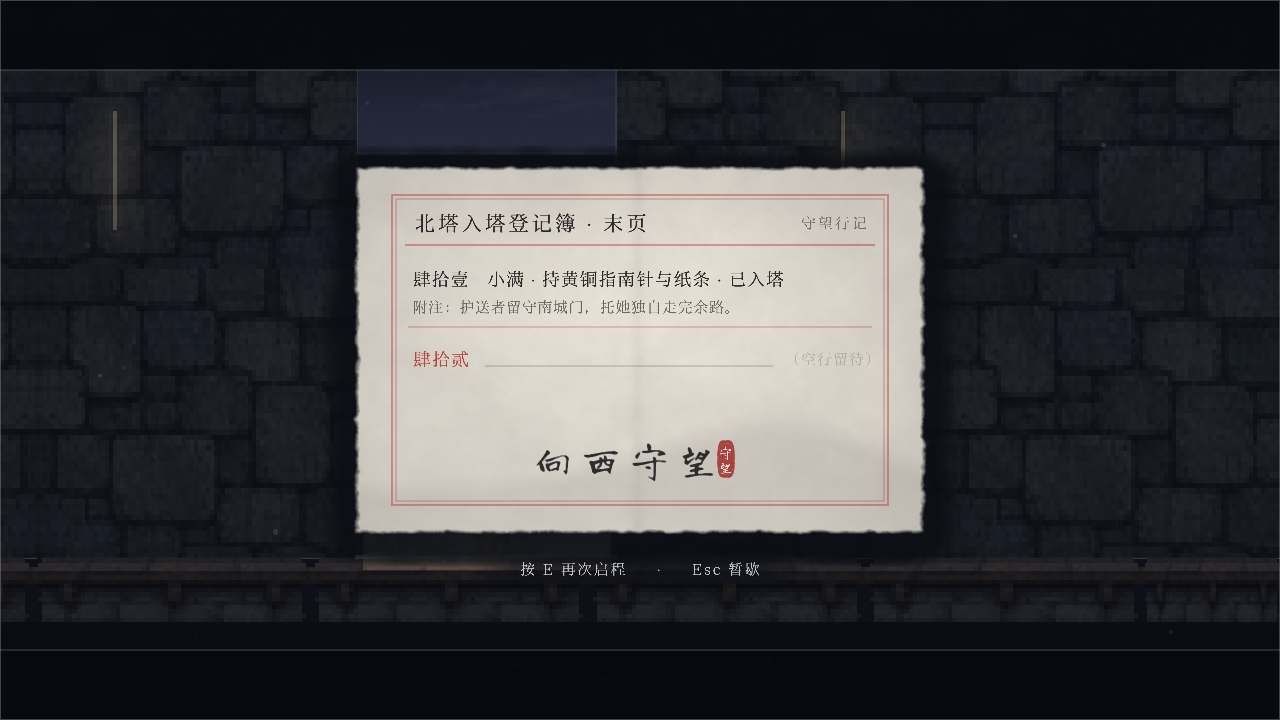 北塔入塔登记簿 · 末页
守望行记
肆拾壹 小满 · 持黄铜指南针与纸条 · 已入塔
附注：护送者留守南城门，托她独自走完余路。
肆拾贰
（空行留待）
向西守望
守望
按 E 再次启程 · Esc 暂歇